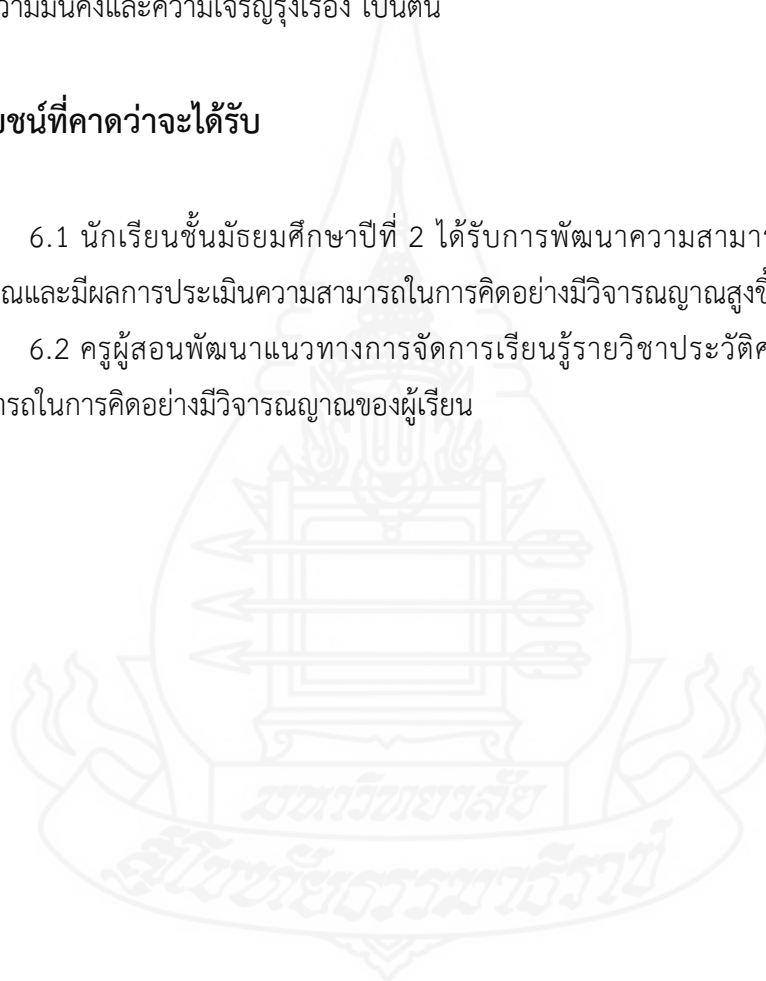 วามมั่นคงและความเจริญรุ่งเรือง เป็นต้น
ยชน์ที่คาดว่าจะได้รับ
6.1 นักเรียนชั้นมัธยมศึกษาปีที่ 2 ได้รับการพัฒนาความสามาร
ณและมีผลการประเมินความสามารถในการคิดอย่างมีวิจารณญาณสูงขึ้
6.2 ครูผู้สอนพัฒนาแนวทางการจัดการเรียนรู้รายวิชาประวัติศ
ารถในการคิดอย่างมีวิจารณญาณของผู้เรียน
มหาวิทยาลัย
สุโขทัยธรรมาธิราช